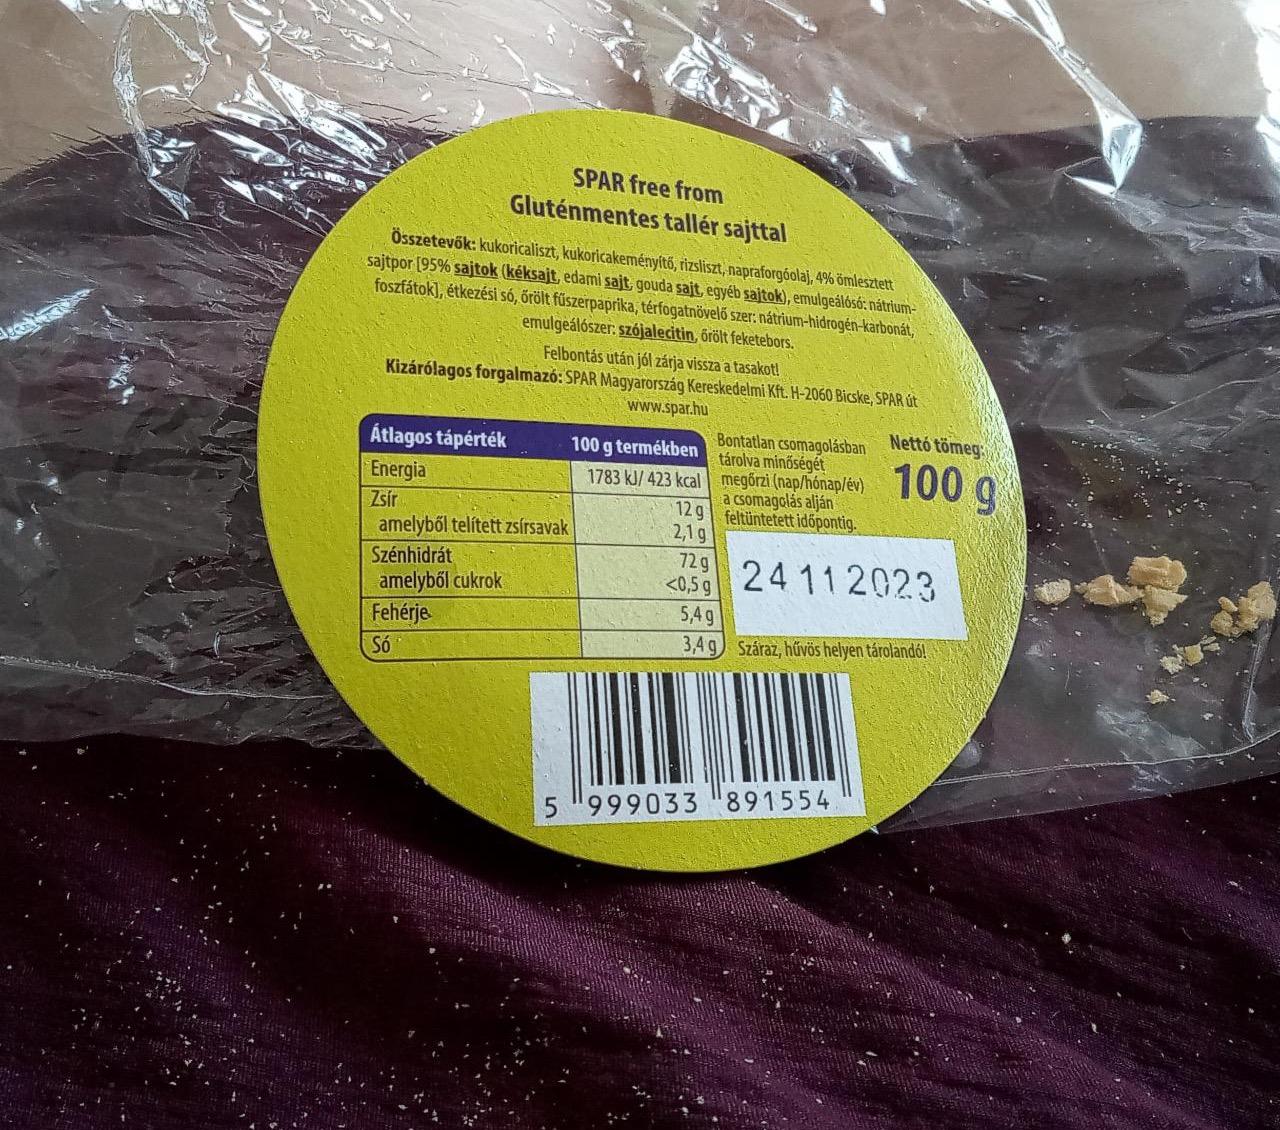 SPAR free from
Gluténmentes tallér sajttal
Összetevők: kukoricaliszt, kukoricakeményítő, rizsliszt, napraforgóolaj, 4% ömlesztett
sajtpor [95% sajtok (kéksajt, edami sajt, gouda sajt, egyéb sajtok), emulgeálósó: nátrium-
foszfátok], étkezési só, őrölt fűszerpaprika, térfogatnövelő szer: nátrium-hidrogén-karbonát,
emulgeálószer: szójalecitin, őrölt feketebors.
Felbontás után jól zárja vissza a tasakot!
Kizárólagos forgalmazó: SPAR Magyarország Kereskedelmi Kft. H-2060 Bicske, SPAR út
www.spar.hu
Átlagos tápérték 100 g termékben
Energia 1783 kJ/ 423 kcal
Zsír 12 g
amelyből telített zsírsavak 2,1 g
Szénhidrát 72 g
amelyből cukrok <0,5 g
Fehérje 5,4 g
Só 3,4 g
Bontatlan csomagolásban
tárolva minőségét
megőrzi (nap/hónap/év)
a csomagolás alján
feltüntetett időpontig.
Nettó tömeg:
100 g
24 11 2023
Száraz, hűvös helyen tárolandó!
5 999033 891554